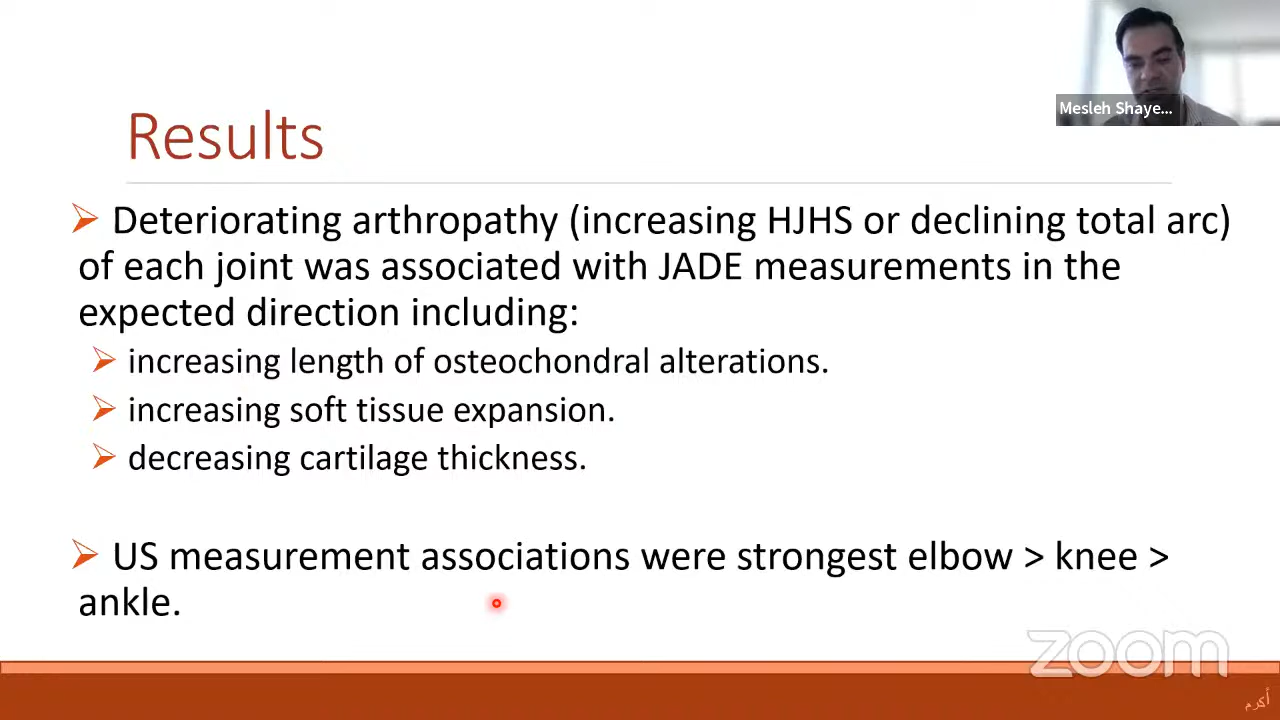 Mesleh Shaye...
Results
Deteriorating arthropathy (increasing HJHS or declining total arc)
of each joint was associated with JADE measurements in the
expected direction including:
increasing length of osteochondral alterations.
increasing soft tissue expansion.
decreasing cartilage thickness.
US measurement associations were strongest elbow > knee >
ankle.
zoom
أكرم